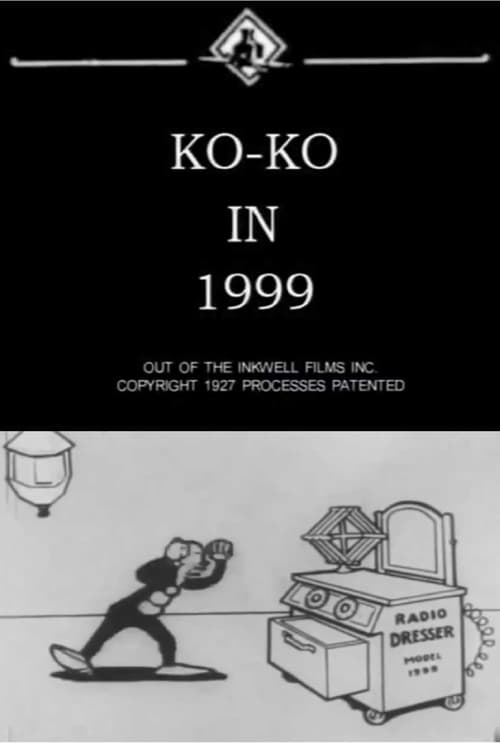 KO-KO
IN
1999
OUT OF THE INKWELL FILMS INC.
COPYRIGHT 1927 PROCESSES PATENTED
RADIO
DRESSER
MODEL
1999